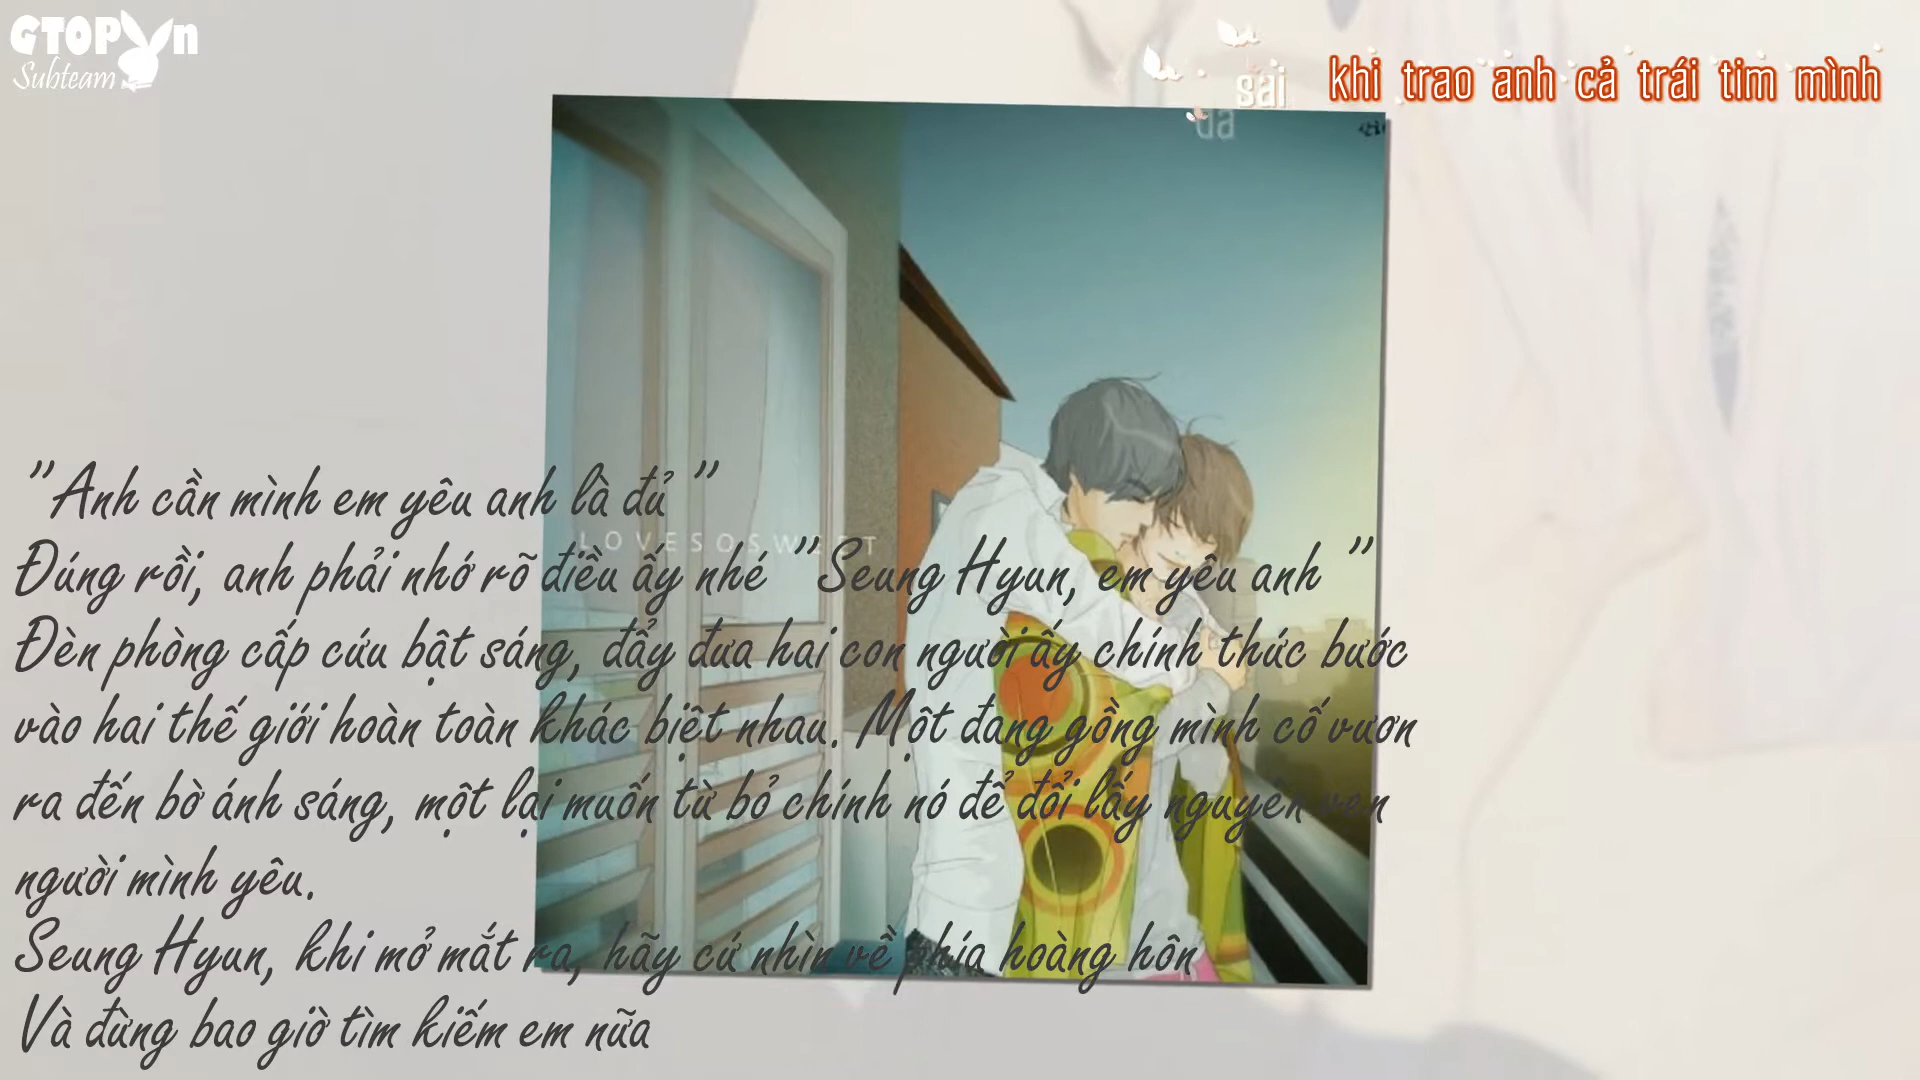 GTOPVn
Subteam
đã sai khi trao anh cả trái tim mình
"Anh cần mình em yêu anh là đủ"
LOVESOSWEET
Đúng rồi, anh phải nhớ rõ điều ấy nhé "Seung Hyun, em yêu anh"
Đèn phòng cấp cứu bật sáng, đẩy đưa hai con người ấy chính thức bước
vào hai thế giới hoàn toàn khác biệt nhau. Một đang gồng mình cố vươn
ra đến bờ ánh sáng, một lại muốn từ bỏ chính nó để đổi lấy nguyên vẹn
người mình yêu.
Seung Hyun, khi mở mắt ra, hãy cứ nhìn về phía hoàng hôn
Và đừng bao giờ tìm kiếm em nữa